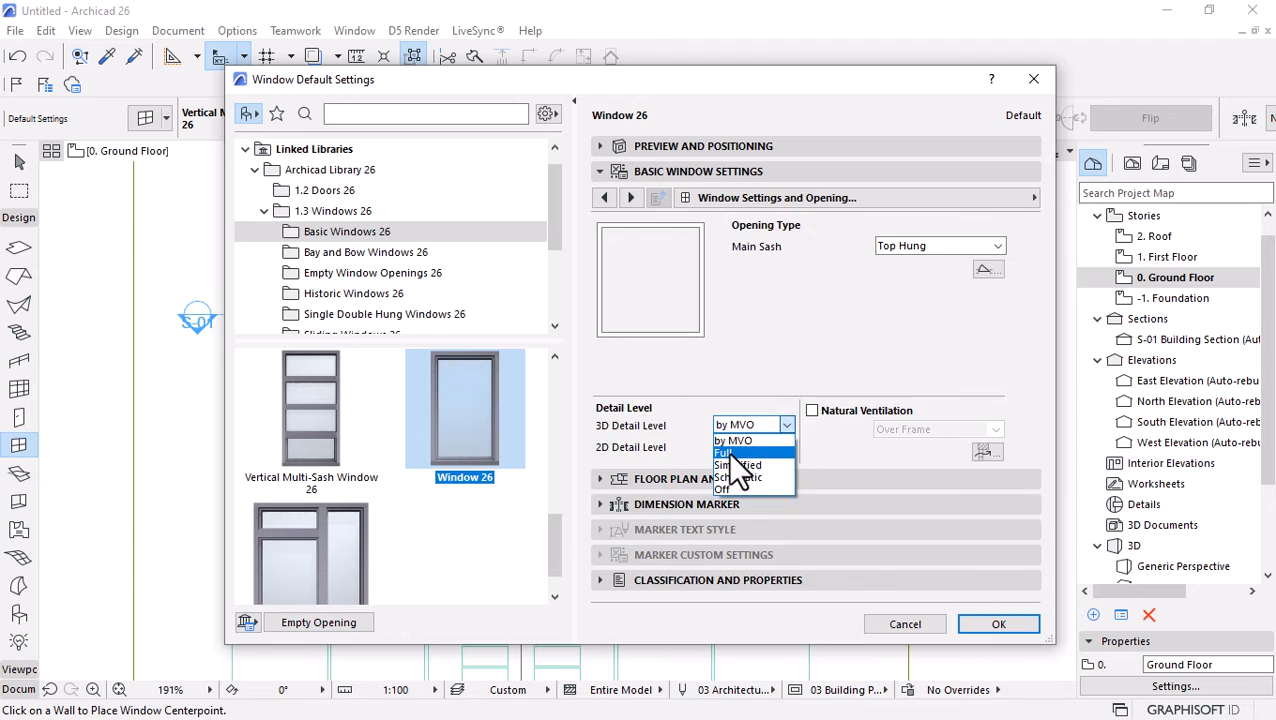 Untitled - Archicad 26
File Edit View Design Document Options Teamwork Window D5 Render LiveSync® Help
Default Settings
Vertical M
26
Flip
N
[0. Ground Floor]
Design
Viewpc
Docum
S-01
Window Default Settings
Linked Libraries
Archicad Library 26
1.2 Doors 26
1.3 Windows 26
Basic Windows 26
Bay and Bow Windows 26
Empty Window Openings 26
Historic Windows 26
Single Double Hung Windows 26
Sliding Windows 26
Vertical Multi-Sash Window
26
Window 26
Empty Opening
Window 26 Default
PREVIEW AND POSITIONING
BASIC WINDOW SETTINGS
Window Settings and Opening...
Opening Type
Main Sash Top Hung
Detail Level
3D Detail Level by MVO
2D Detail Level
by MVO
Full
Off
Natural Ventilation
Over Frame
FLOOR PLAN AN
DIMENSION MARKER
MARKER TEXT STYLE
MARKER CUSTOM SETTINGS
CLASSIFICATION AND PROPERTIES
Cancel OK
Search Project Map
Stories
2. Roof
1. First Floor
0. Ground Floor
-1. Foundation
Sections
S-01 Building Section (Aut
Elevations
East Elevation (Auto-rebu
North Elevation (Auto-reb
South Elevation (Auto-reb
West Elevation (Auto-rebu
Interior Elevations
Worksheets
Details
3D Documents
3D
Generic Perspective
Properties
0. Ground Floor
Settings...
191% 0° 1:100 Custom Entire Model 03 Architectu... 03 Building P... No Overrides
Click on a Wall to Place Window Centerpoint.
GRAPHISOFT ID